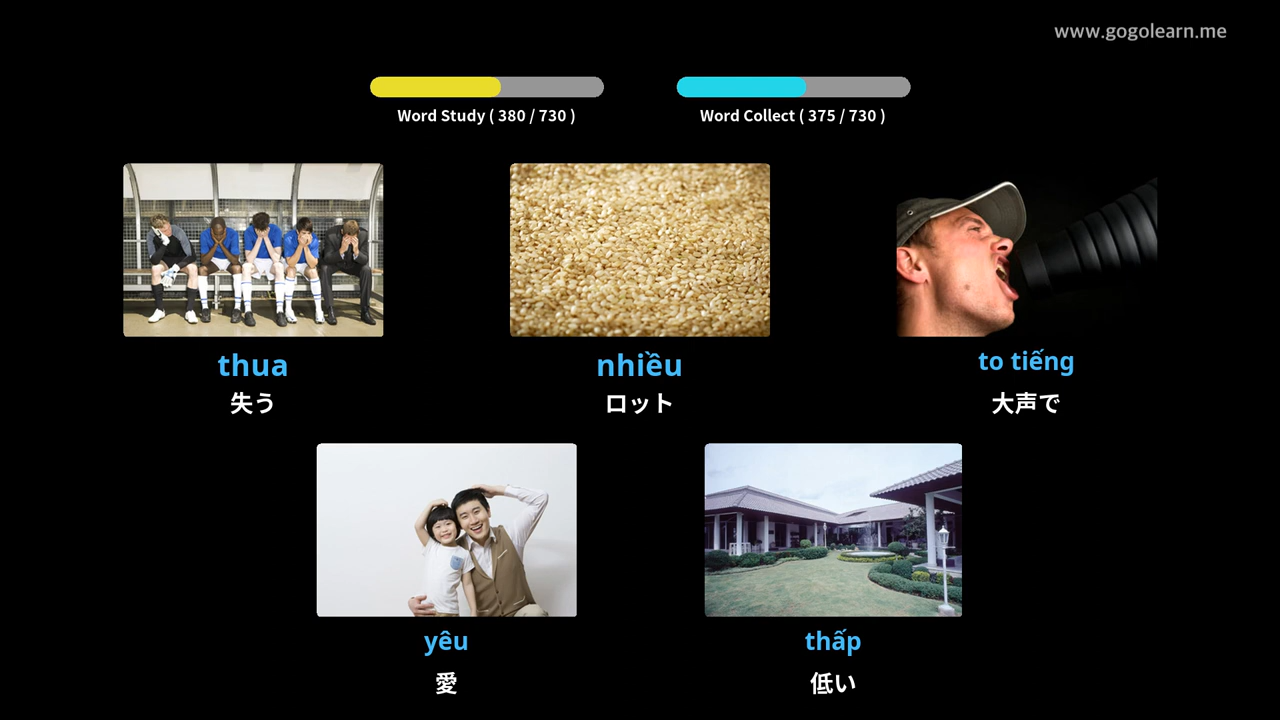 www.gogolearn.me
Word Study ( 380 / 730 )
Word Collect ( 375 / 730 )
thua
失う
nhiều
ロット
to tiếng
大声で
yêu
愛
thấp
低い